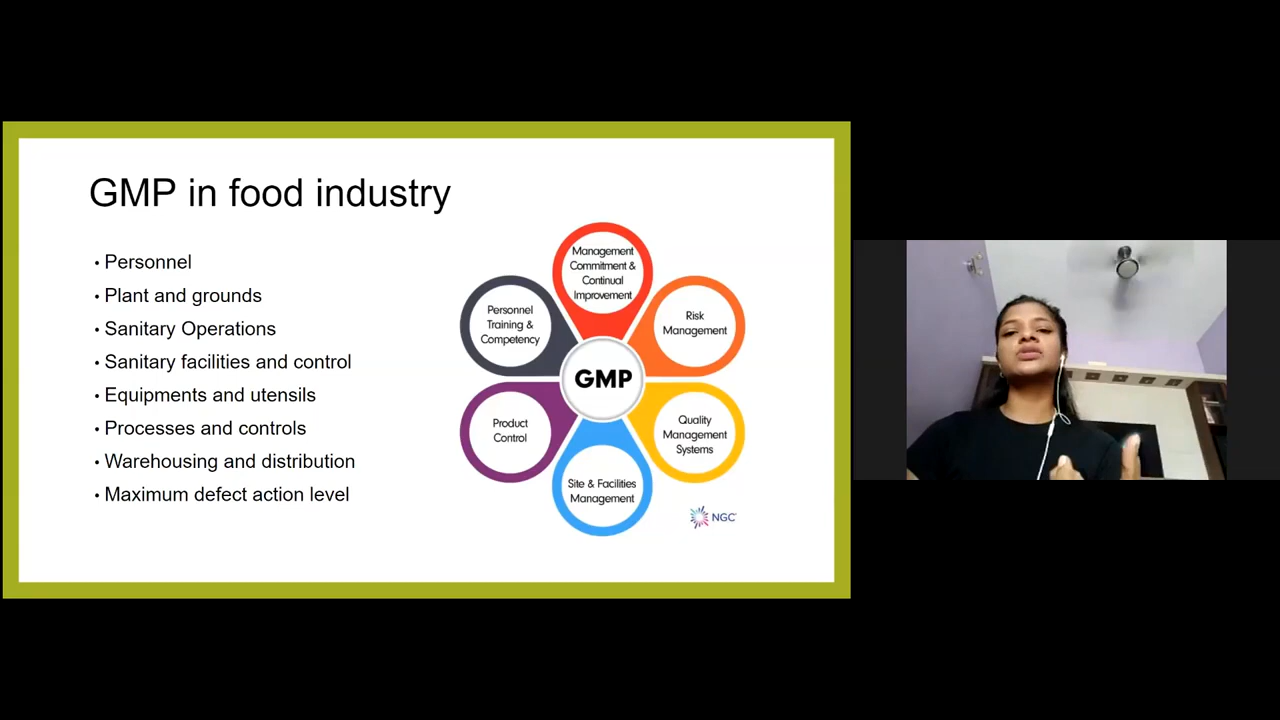 GMP in food industry
• Personnel
• Plant and grounds
• Sanitary Operations
• Sanitary facilities and control
• Equipments and utensils
• Processes and controls
• Warehousing and distribution
• Maximum defect action level
Management
Commitment &
Continual
Improvement
Risk
Management
Quality
Management
Systems
Site & Facilities
Management
Product
Control
Personnel
Training &
Competency
GMP
NGC